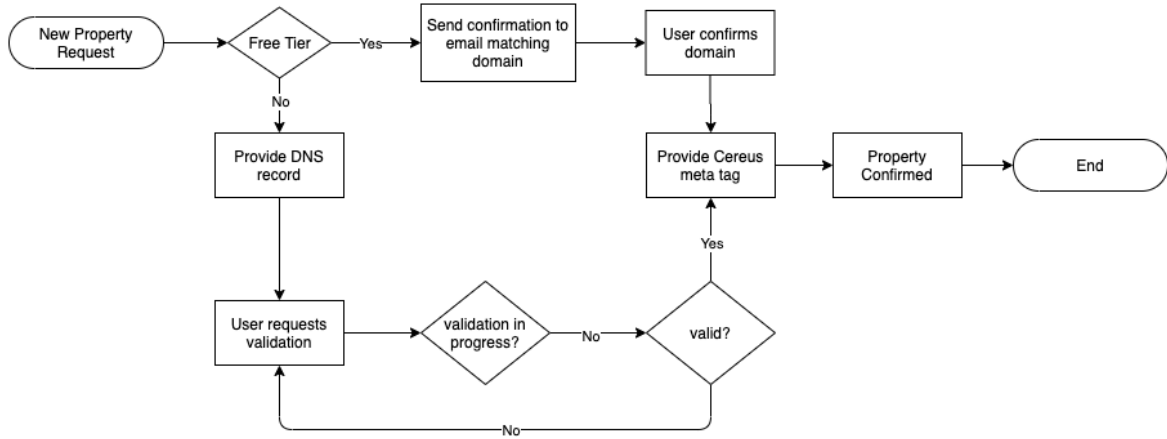 New Property
Request
Free Tier
Yes
Send confirmation to
email matching
domain
User confirms
domain
No
Provide DNS
record
Provide Cereus
meta tag
Property
Confirmed
End
Yes
User requests
validation
validation in
progress?
No
valid?
No